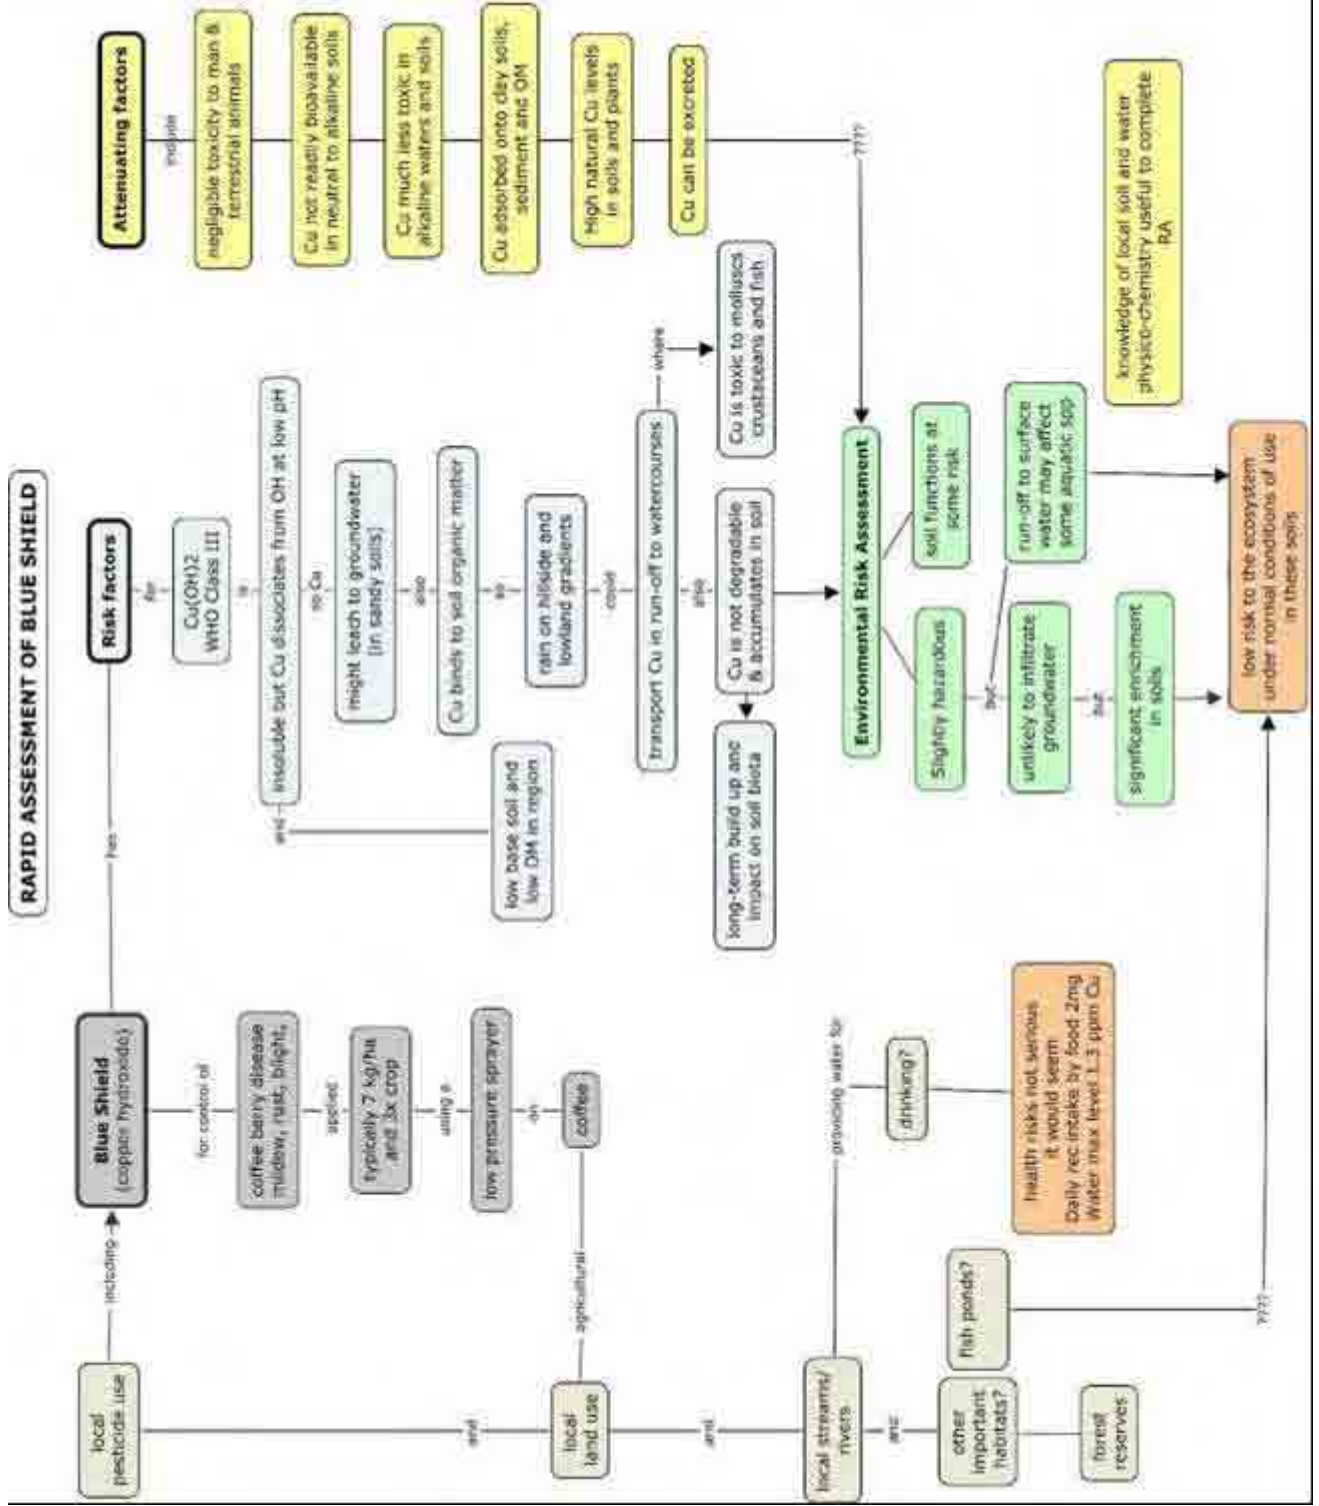 RAPID ASSESSMENT OF BLUE SHIELD
local
pesticide use
including
Blue Shield
(copper hydroxide)
has
Risk factors
Attenuating factors
for control of
coffee berry disease
mildew, rust, blight,
applied
typically 7 kg/ha
and 3x crop
using a
low pressure sprayer
on
coffee
agricultural
and
local
land use
and
local streams/
rivers
providing water for
drinking?
health risks not serious
it would seem
Daily rec intake by food 2mg
Water max level 1.3 ppm Cu
and
other
important
habitats?
fish ponds?
forest
reserves
????
for
Cu(OH)2
WHO Class III
is
insoluble but Cu dissociates from OH at low pH
and
low base soil and
low OM in region
so Cu
might leach to groundwater
[in sandy soils]
also
Cu binds to soil organic matter
so
rain on hillside and
lowland gradients
could
transport Cu in run-off to watercourses
where
Cu is toxic to molluscs
crustaceans and fish
also
Cu is not degradable
& accumulates in soil
long-term build up and
impact on soil biota
include
negligible toxicity to man &
terrestrial animals
Cu not readily bioavailable
in neutral to alkaline soils
Cu much less toxic in
alkaline waters and soils
Cu adsorbed onto clay soils,
sediment and OM
High natural Cu levels
in soils and plants
Cu can be excreted
????
Environmental Risk Assessment
Slightly hazardous
soil functions at
some risk
but
unlikely to infiltrate
groundwater
run-off to surface
water may affect
some aquatic spp
but
significant enrichment
in soils
knowledge of local soil and water
physico-chemistry useful to complete
RA
low risk to the ecosystem
under normal conditions of use
in these soils